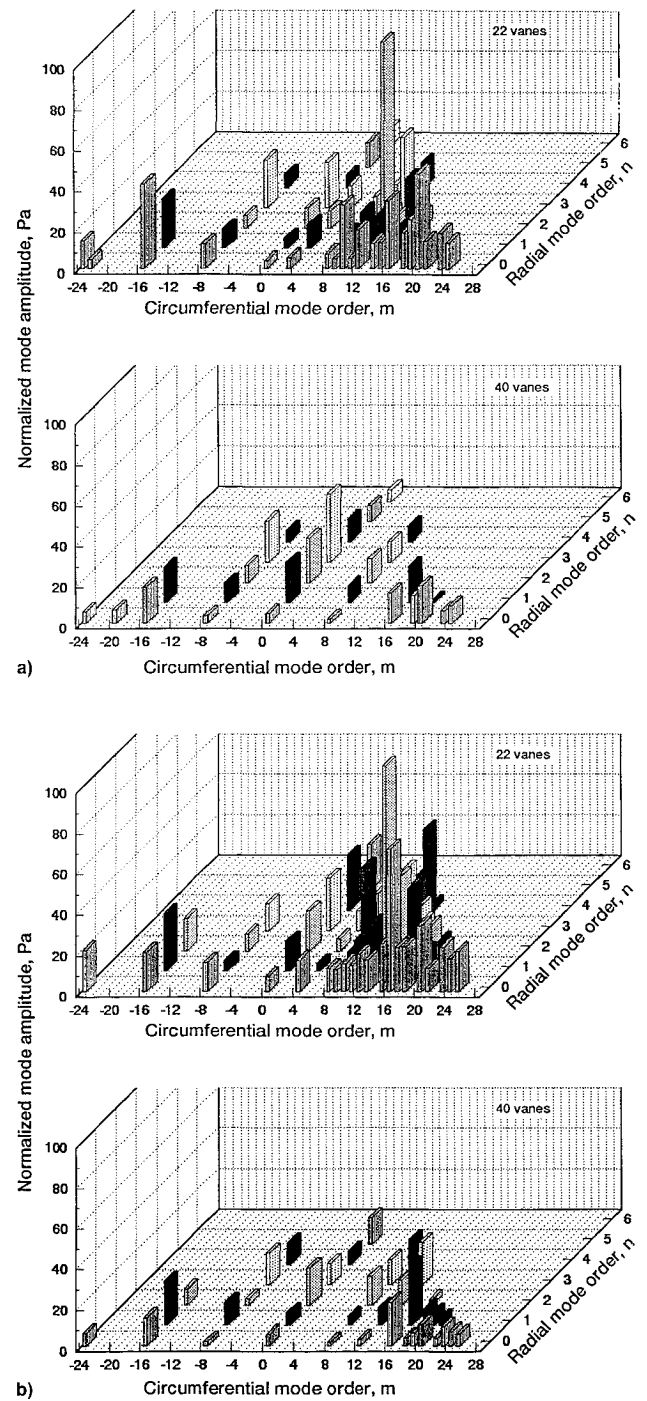 22 vanes
100
80
60
40
20
0
-24 -20 -16 -12 -8 -4 0 4 8 12 16 20 24 28
0 1 2 3 4 5 6
Radial mode order, n
Circumferential mode order, m
Normalized mode amplitude, Pa
40 vanes
100
80
60
40
20
0
-24 -20 -16 -12 -8 -4 0 4 8 12 16 20 24 28
0 1 2 3 4 5 6
Radial mode order, n
a)
Circumferential mode order, m
22 vanes
100
80
60
40
20
0
-24 -20 -16 -12 -8 -4 0 4 8 12 16 20 24 28
0 1 2 3 4 5 6
Radial mode order, n
Circumferential mode order, m
Normalized mode amplitude, Pa
40 vanes
100
80
60
40
20
0
-24 -20 -16 -12 -8 -4 0 4 8 12 16 20 24 28
0 1 2 3 4 5 6
Radial mode order, n
b)
Circumferential mode order, m